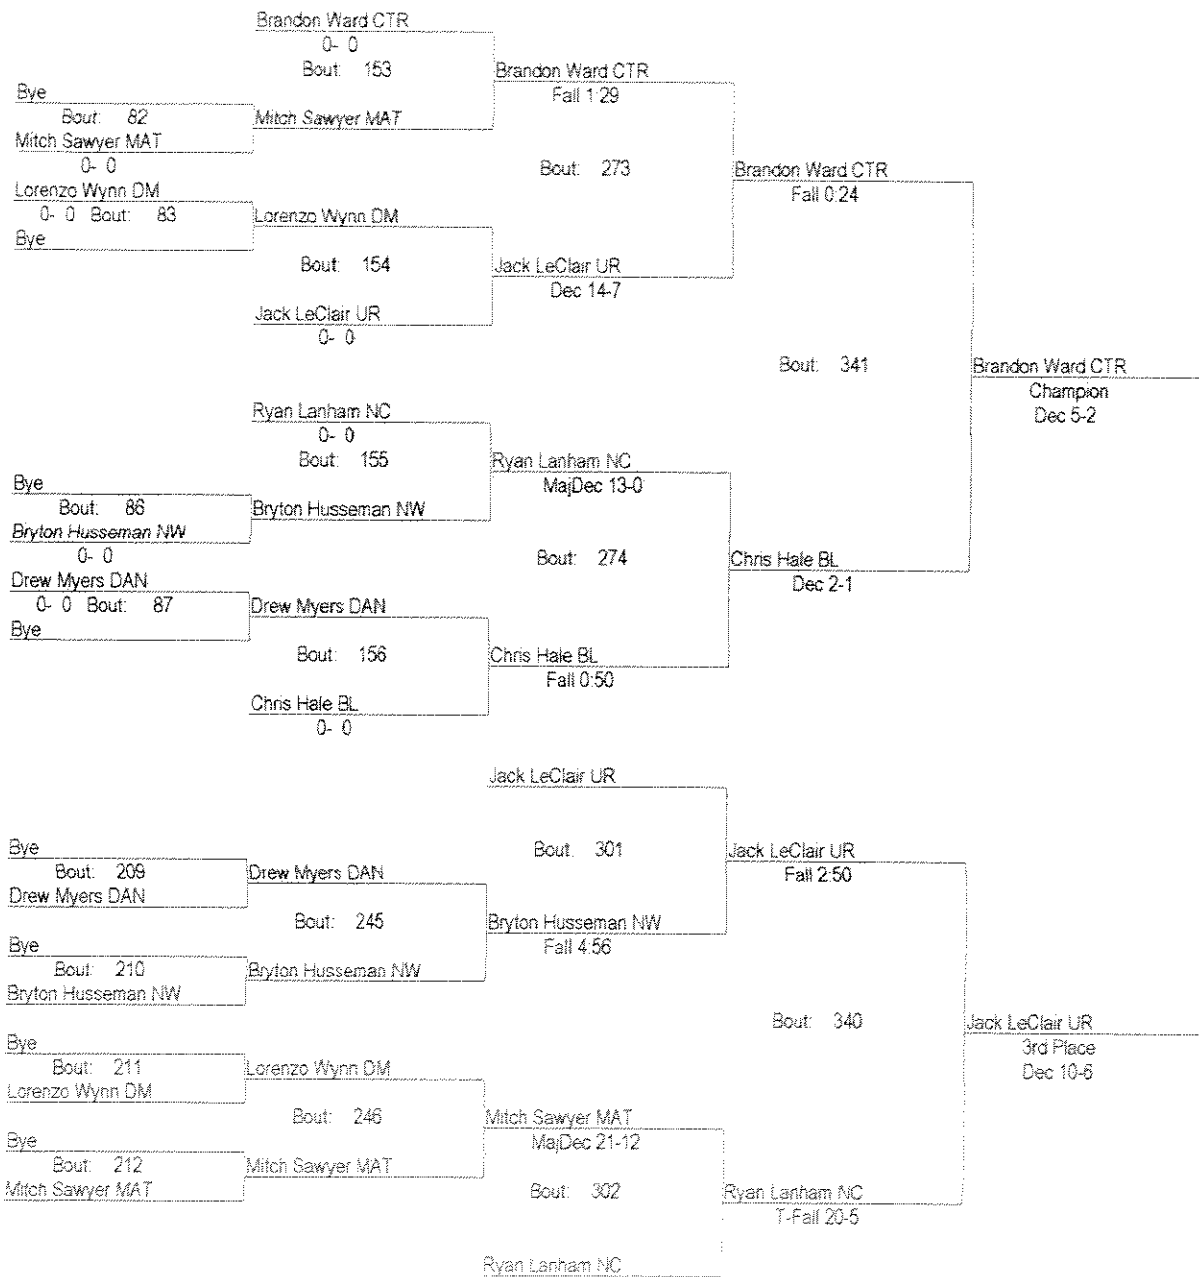 Brandon Ward CTR
0- 0
Bout: 153
Brandon Ward CTR
Fall 1:29
Bye
Bout: 82
Mitch Sawyer MAT
Mitch Sawyer MAT
0- 0
Bout: 273
Brandon Ward CTR
Fall 0:24
Lorenzo Wynn DM
0- 0 Bout: 83
Lorenzo Wynn DM
Bye
Bout: 154
Jack LeClair UR
Dec 14-7
Jack LeClair UR
0- 0
Bout: 341
Brandon Ward CTR
Champion
Dec 5-2
Ryan Lanham NC
0- 0
Bout: 155
Ryan Lanham NC
MajDec 13-0
Bye
Bout: 86
Bryton Husseman NW
Bryton Husseman NW
0- 0
Bout: 274
Chris Hale BL
Dec 2-1
Drew Myers DAN
0- 0 Bout: 87
Drew Myers DAN
Bye
Bout: 156
Chris Hale BL
Fall 0:50
Chris Hale BL
0- 0
Jack LeClair UR
Bout: 301
Jack LeClair UR
Fall 2:50
Bye
Bout: 209
Drew Myers DAN
Drew Myers DAN
Bout: 245
Bryton Husseman NW
Fall 4:56
Bye
Bout: 210
Bryton Husseman NW
Bryton Husseman NW
Bout: 340
Jack LeClair UR
3rd Place
Dec 10-6
Bye
Bout: 211
Lorenzo Wynn DM
Lorenzo Wynn DM
Bout: 246
Mitch Sawyer MAT
MajDec 21-12
Bye
Bout: 212
Mitch Sawyer MAT
Mitch Sawyer MAT
Bout: 302
Ryan Lanham NC
T-Fall 20-5
Ryan Lanham NC